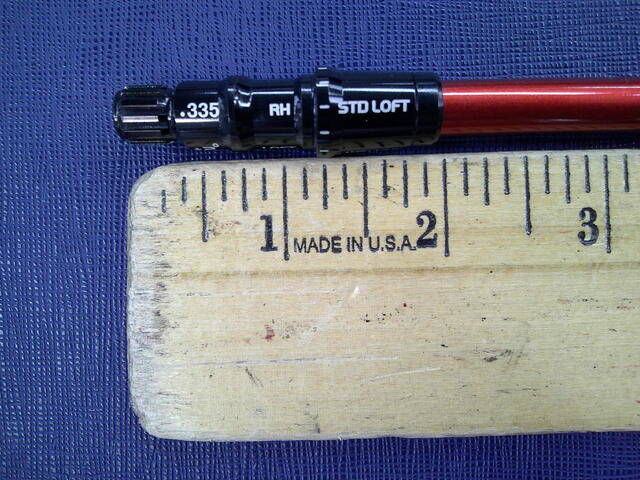 .335 RH STD LOFT
1 MADE IN U.S.A. 2 3